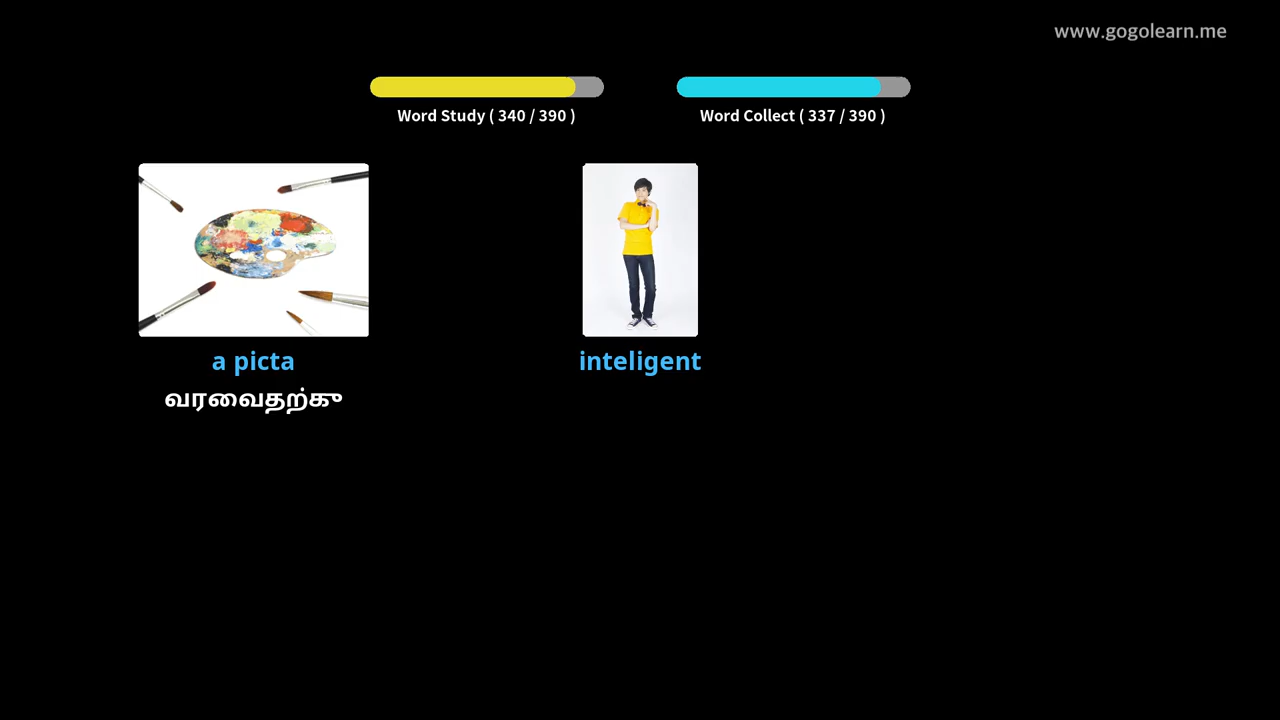 www.gogolearn.me
Word Study ( 340 / 390 )
Word Collect ( 337 / 390 )
a picta
வரவைதற்கு
inteligent